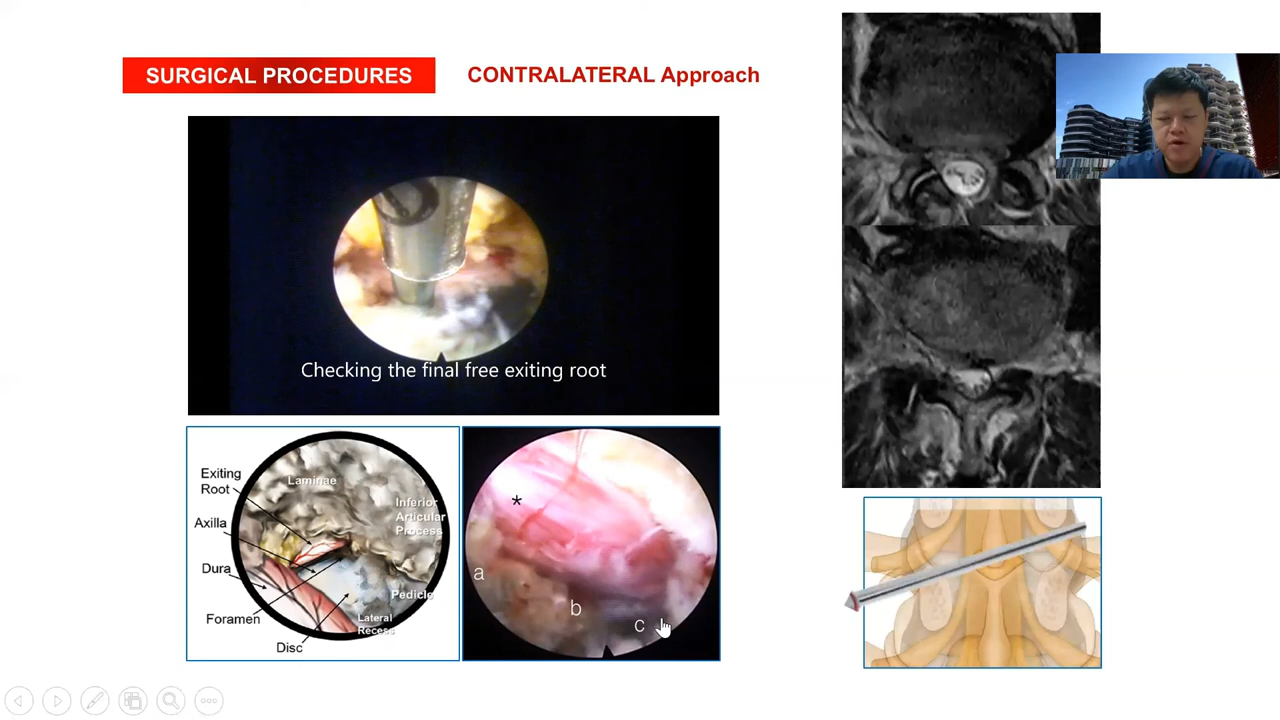 SURGICAL PROCEDURES
CONTRALATERAL Approach
Checking the final free exiting root
Exiting
Root
Axilla
Dura
Foramen
Disc
Laminae
Inferior
Articular
Process
Pedicle
Lateral
Recess
*
a
b
c